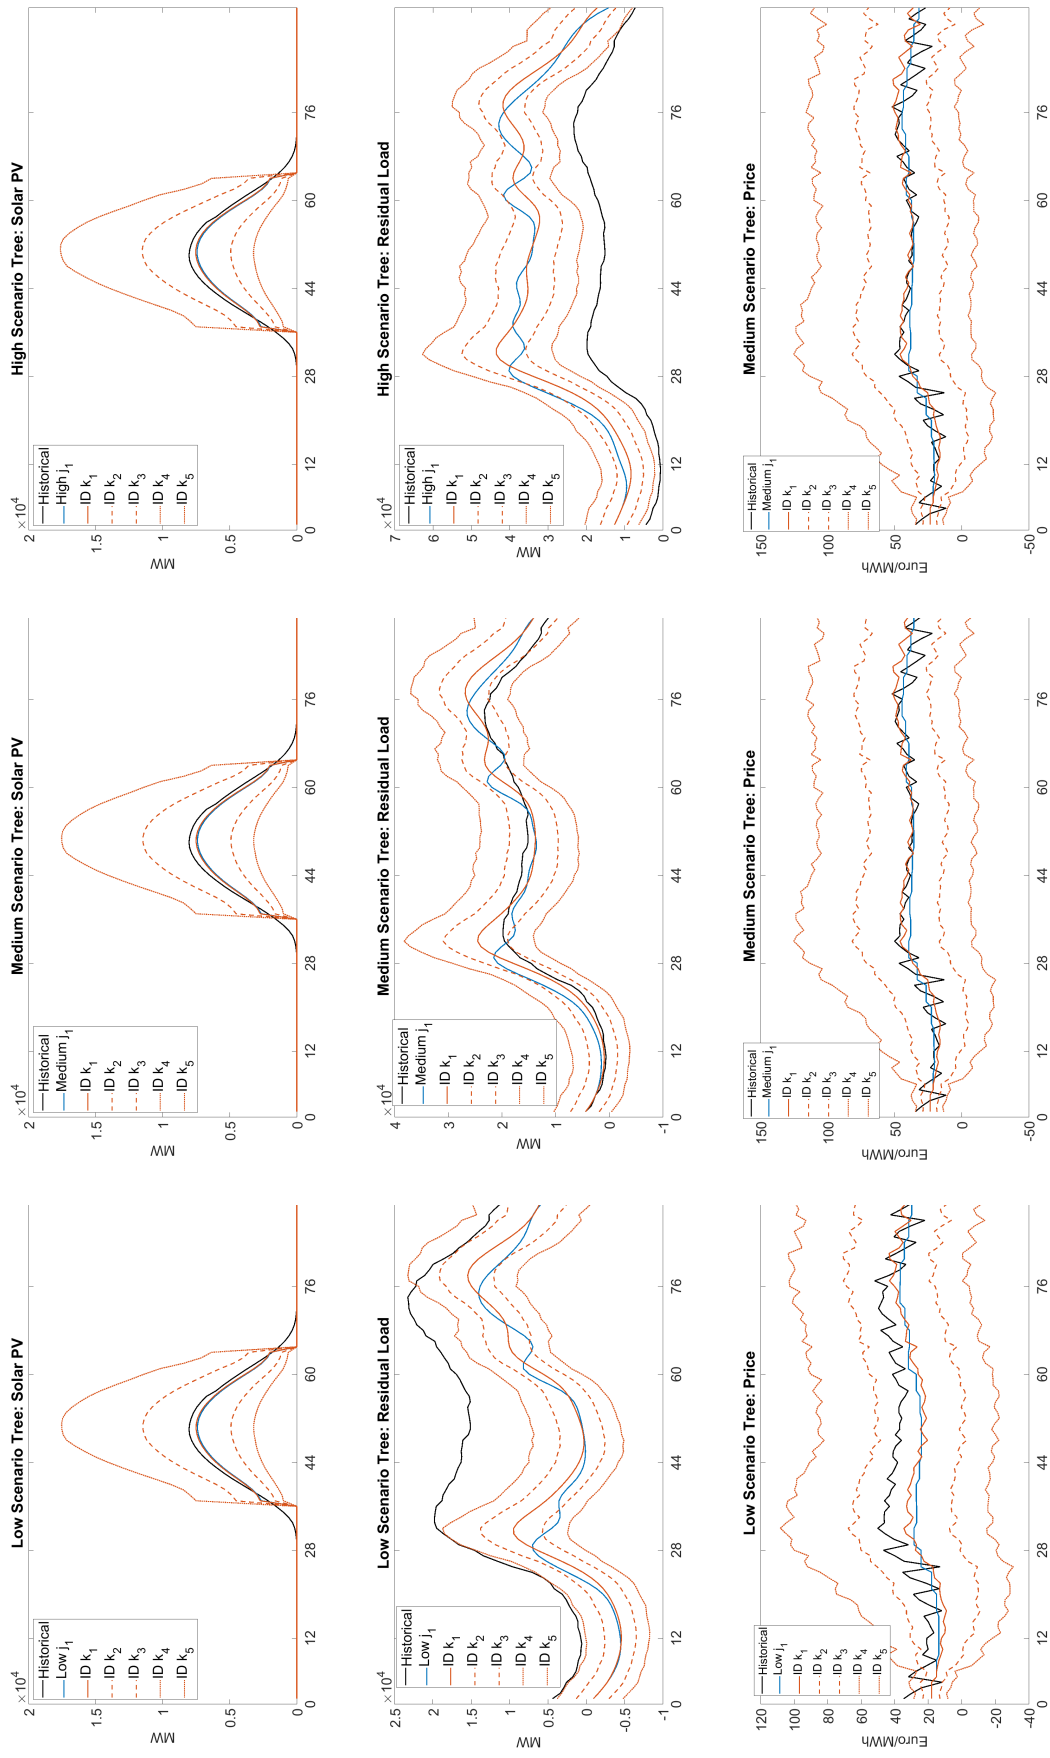 Low Scenario Tree: Solar PV
×10⁴
2
1.5
1
0.5
0
MW
Historical
Low j₁
ID k₁
ID k₂
ID k₃
ID k₄
ID k₅
0 12 28 44 60 76
Medium Scenario Tree: Solar PV
×10⁴
2
1.5
1
0.5
0
MW
Historical
Medium j₁
ID k₁
ID k₂
ID k₃
ID k₄
ID k₅
0 12 28 44 60 76
High Scenario Tree: Solar PV
×10⁴
2
1.5
1
0.5
0
MW
Historical
High j₁
ID k₁
ID k₂
ID k₃
ID k₄
ID k₅
0 12 28 44 60 76
Low Scenario Tree: Residual Load
×10⁴
2.5
2
1.5
1
0.5
0
-0.5
-1
MW
Historical
Low j₁
ID k₁
ID k₂
ID k₃
ID k₄
ID k₅
0 12 28 44 60 76
Medium Scenario Tree: Residual Load
×10⁴
4
3
2
1
0
-1
MW
Historical
Medium j₁
ID k₁
ID k₂
ID k₃
ID k₄
ID k₅
0 12 28 44 60 76
High Scenario Tree: Residual Load
×10⁴
7
6
5
4
3
2
1
0
MW
Historical
High j₁
ID k₁
ID k₂
ID k₃
ID k₄
ID k₅
0 12 28 44 60 76
Low Scenario Tree: Price
120
100
80
60
40
20
0
-20
-40
Euro/MWh
Historical
Low j₁
ID k₁
ID k₂
ID k₃
ID k₄
ID k₅
0 12 28 44 60 76
Medium Scenario Tree: Price
150
100
50
0
-50
Euro/MWh
Historical
Medium j₁
ID k₁
ID k₂
ID k₃
ID k₄
ID k₅
0 12 28 44 60 76
Medium Scenario Tree: Price
150
100
50
0
-50
Euro/MWh
Historical
Medium j₁
ID k₁
ID k₂
ID k₃
ID k₄
ID k₅
0 12 28 44 60 76